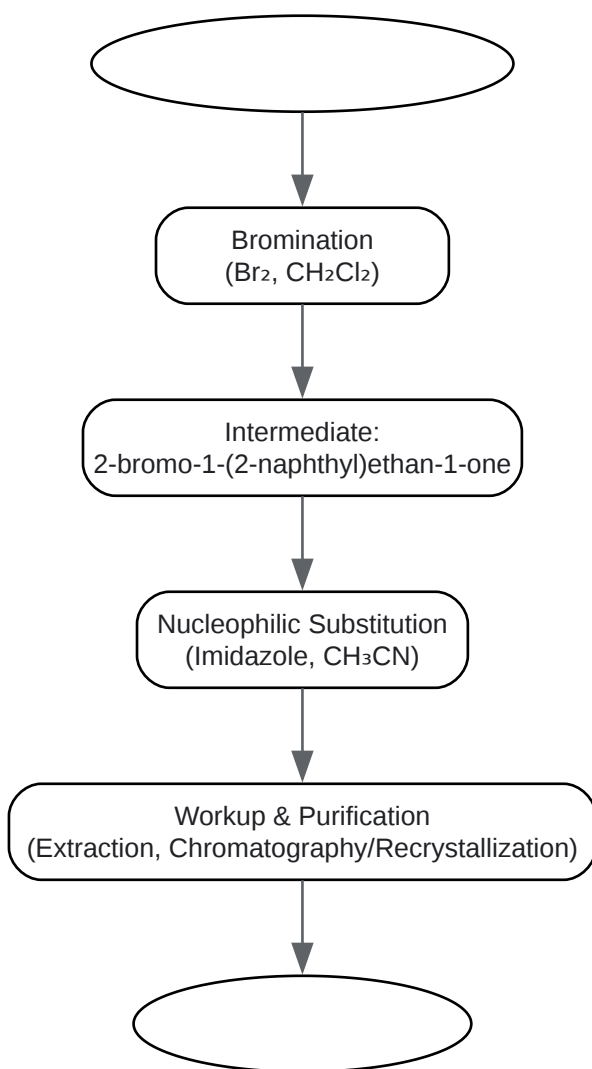 Bromination
(Br₂, CH₂Cl₂)
Intermediate:
2-bromo-1-(2-naphthyl)ethan-1-one
Nucleophilic Substitution
(Imidazole, CH₃CN)
Workup & Purification
(Extraction, Chromatography/Recrystallization)